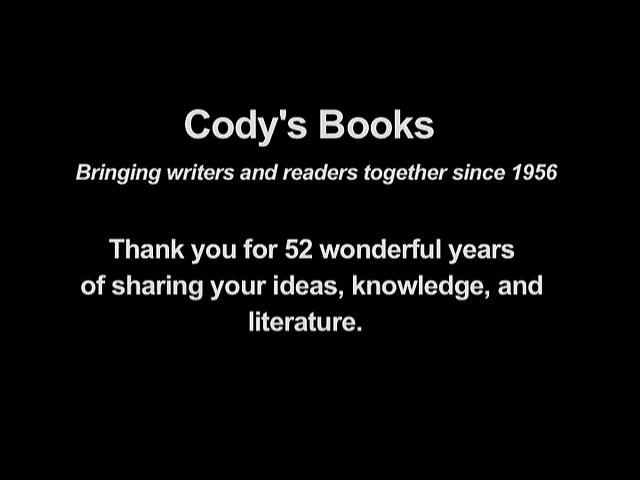 Cody's Books
Bringing writers and readers together since 1956
Thank you for 52 wonderful years
of sharing your ideas, knowledge, and
literature.